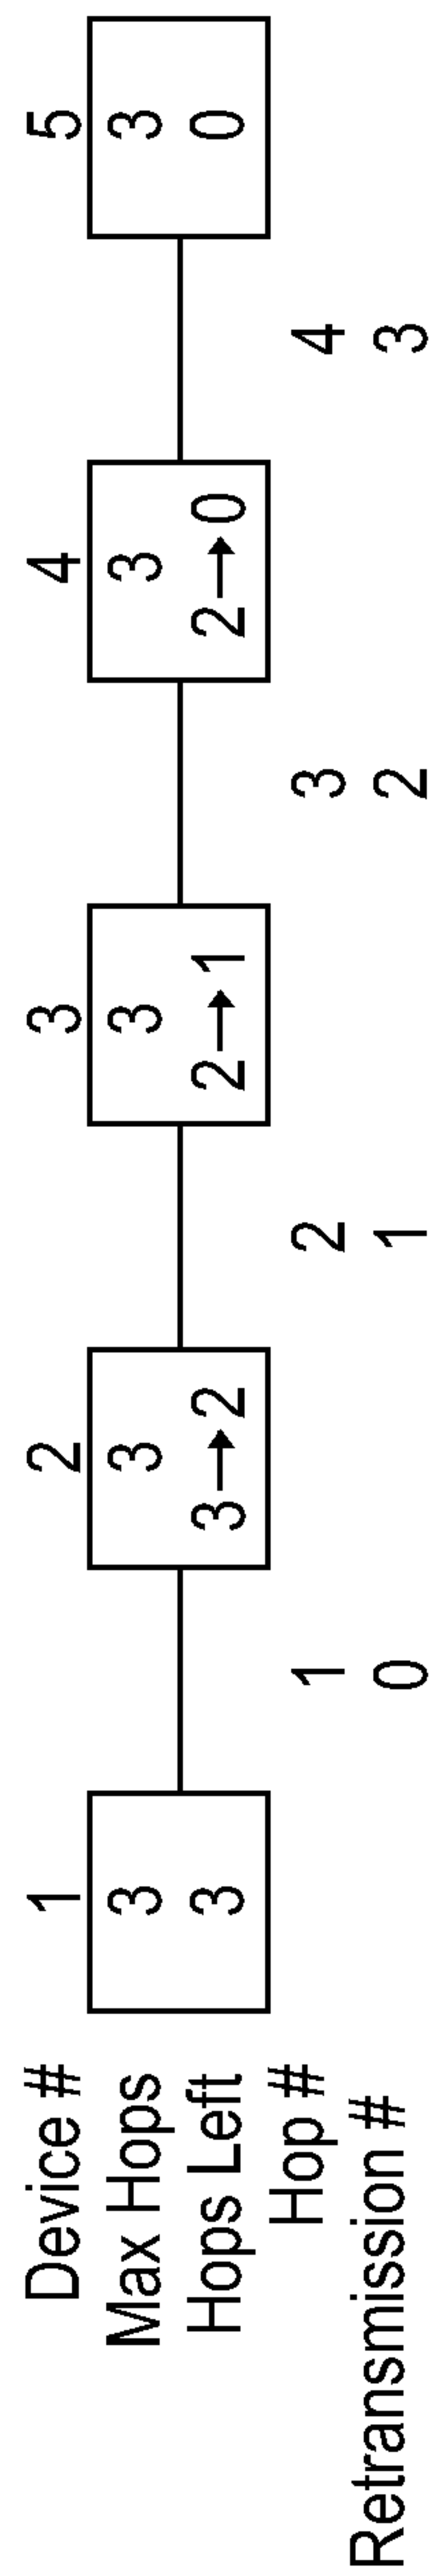 Device # 1 2 3 4 5
Max Hops 3 3 3 3 3
Hops Left 3 3→2 2→1 2→0 0
Hop # 1 2 3 4
Retransmission # 0 1 2 3